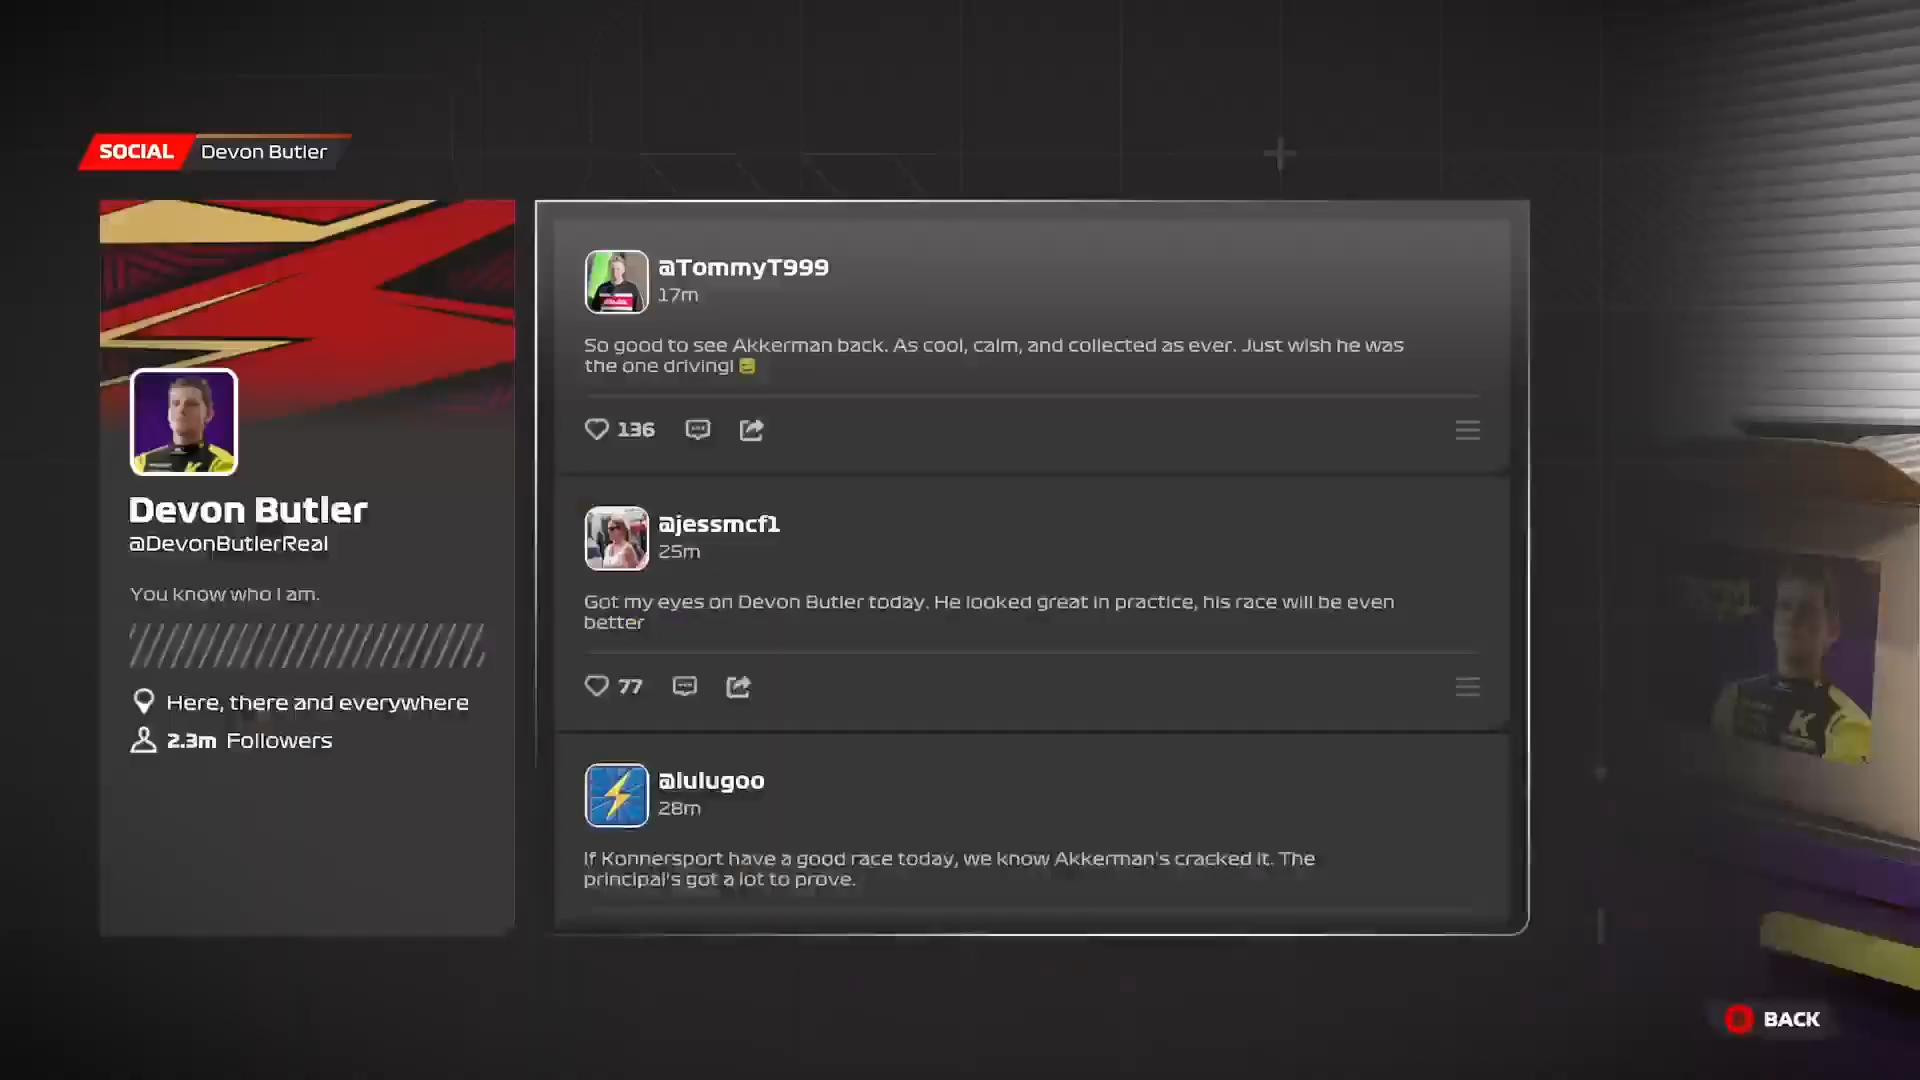 SOCIAL Devon Butler
Devon Butler
@DevonButlerReal
You know who I am.
Here, there and everywhere
2.3m Followers
@TommyT999
17m
So good to see Akkerman back. As cool, calm, and collected as ever. Just wish he was
the one driving!
136
@jessmcf1
25m
Got my eyes on Devon Butler today. He looked great in practice, his race will be even
better
77
@lulugoo
28m
If Konnersport have a good race today, we know Akkerman's cracked it. The
principal's got a lot to prove.
K
BACK